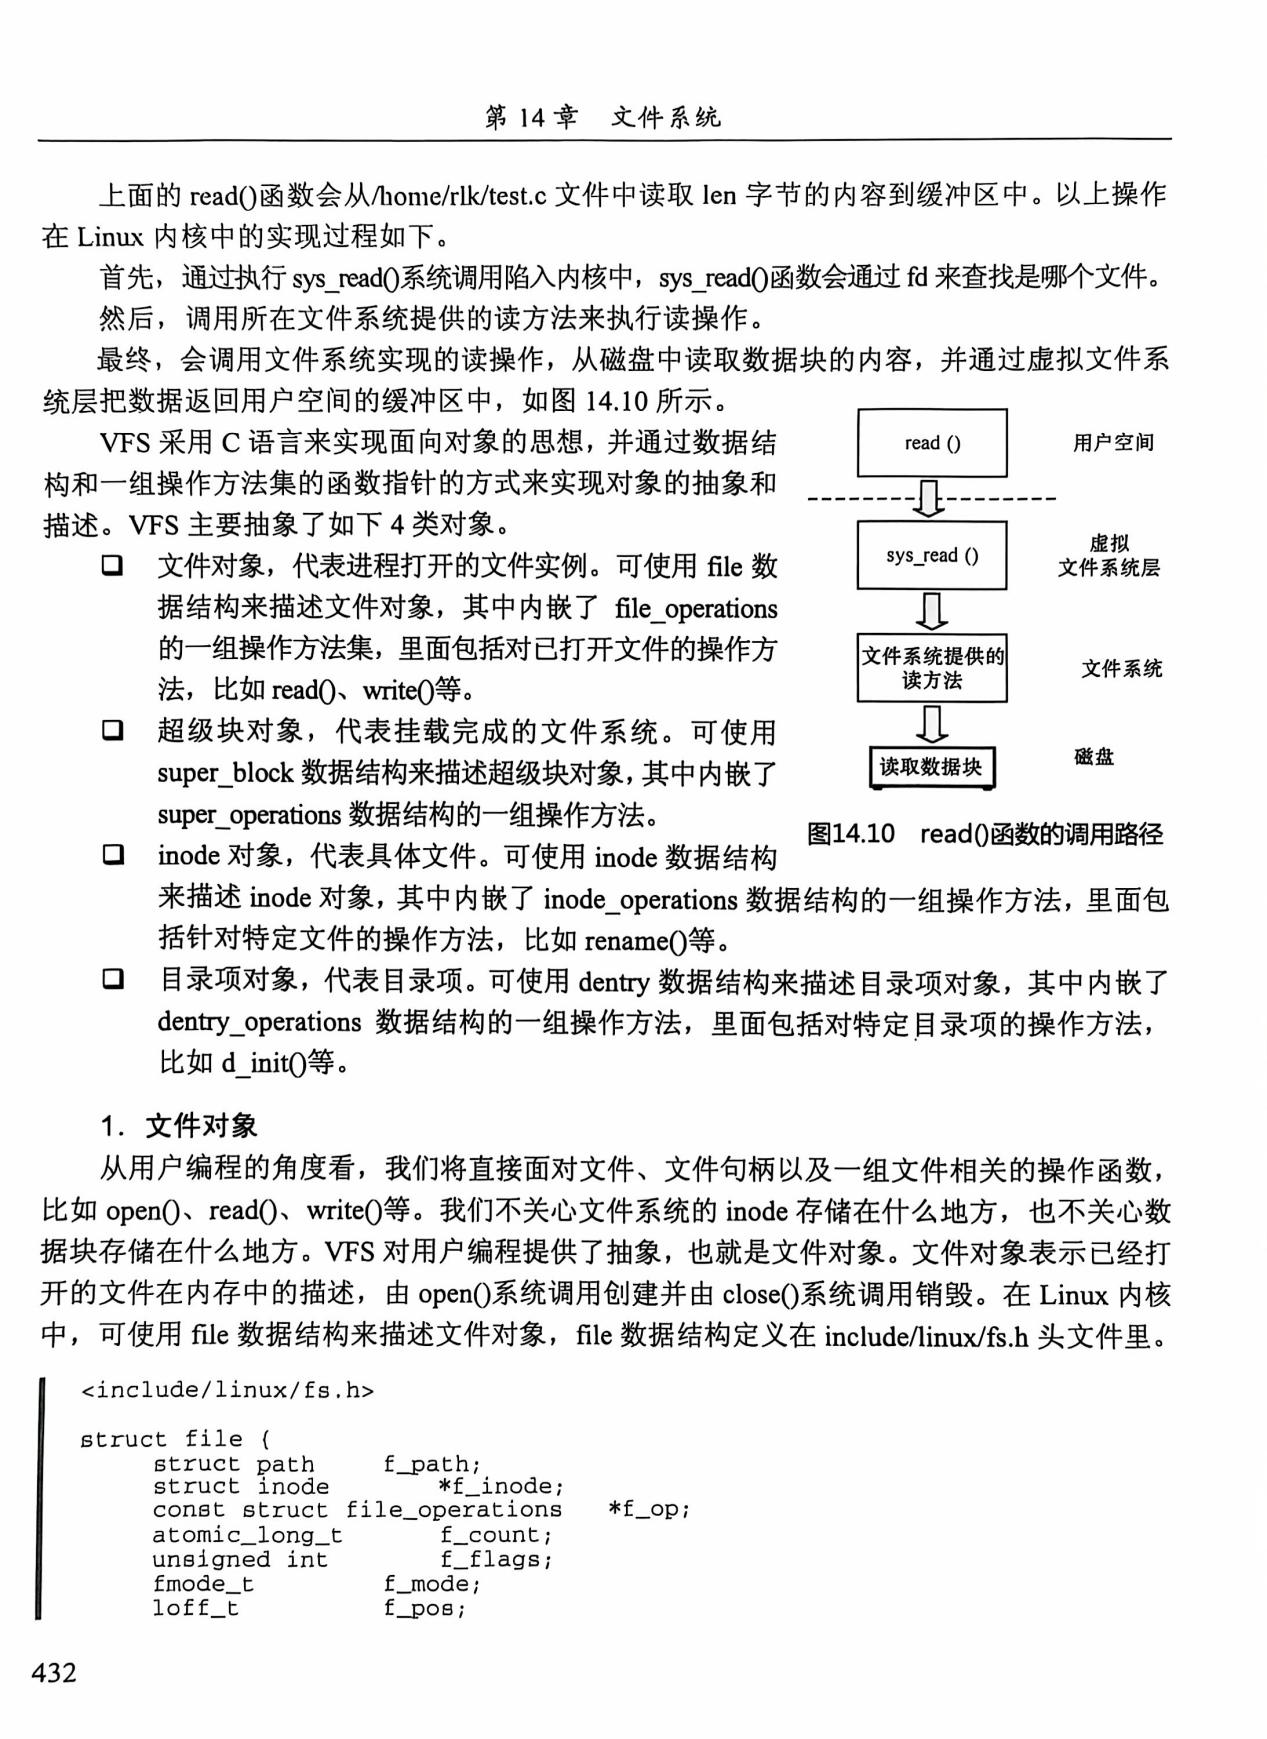 第 14 章 文件系统
上面的 read()函数会从/home/rlk/test.c 文件中读取 len 字节的内容到缓冲区中。以上操作
在 Linux 内核中的实现过程如下。
首先，通过执行 sys_read()系统调用陷入内核中，sys_read()函数会通过 fd 来查找是哪个文件。
然后，调用所在文件系统提供的读方法来执行读操作。
最终，会调用文件系统实现的读操作，从磁盘中读取数据块的内容，并通过虚拟文件系
统层把数据返回用户空间的缓冲区中，如图 14.10 所示。
VFS 采用 C 语言来实现面向对象的思想，并通过数据结
构和一组操作方法集的函数指针的方式来实现对象的抽象和
描述。VFS 主要抽象了如下 4 类对象。
❑ 文件对象，代表进程打开的文件实例。可使用 file 数
据结构来描述文件对象，其中内嵌了 file_operations
的一组操作方法集，里面包括对已打开文件的操作方
法，比如 read()、write()等。
❑ 超级块对象，代表挂载完成的文件系统。可使用
super_block 数据结构来描述超级块对象，其中内嵌了
super_operations 数据结构的一组操作方法。
read ()
用户空间
sys_read ()
虚拟
文件系统层
文件系统提供的
读方法
文件系统
读取数据块
磁盘
图14.10 read()函数的调用路径
❑ inode 对象，代表具体文件。可使用 inode 数据结构
来描述 inode 对象，其中内嵌了 inode_operations 数据结构的一组操作方法，里面包
括针对特定文件的操作方法，比如 rename()等。
❑ 目录项对象，代表目录项。可使用 dentry 数据结构来描述目录项对象，其中内嵌了
dentry_operations 数据结构的一组操作方法，里面包括对特定目录项的操作方法，
比如 d_init()等。
1．文件对象
从用户编程的角度看，我们将直接面对文件、文件句柄以及一组文件相关的操作函数，
比如 open()、read()、write()等。我们不关心文件系统的 inode 存储在什么地方，也不关心数
据块存储在什么地方。VFS 对用户编程提供了抽象，也就是文件对象。文件对象表示已经打
开的文件在内存中的描述，由 open()系统调用创建并由 close()系统调用销毁。在 Linux 内核
中，可使用 file 数据结构来描述文件对象，file 数据结构定义在 include/linux/fs.h 头文件里。
<include/linux/fs.h>
struct file {
struct path f_path;
struct inode *f_inode;
const struct file_operations *f_op;
atomic_long_t f_count;
unsigned int f_flags;
fmode_t f_mode;
loff_t f_pos;
432